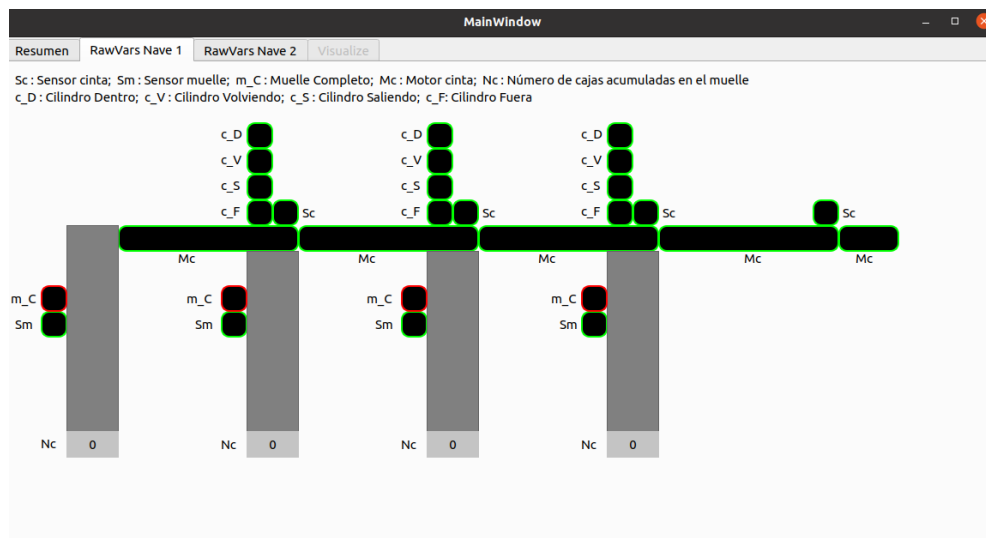 MainWindow
Resumen RawVars Nave 1 RawVars Nave 2 Visualize
Sc : Sensor cinta; Sm : Sensor muelle; m_C : Muelle Completo; Mc : Motor cinta; Nc : Número de cajas acumuladas en el muelle
c_D : Cilindro Dentro; c_V : Cilindro Volviendo; c_S : Cilindro Saliendo; c_F: Cilindro Fuera
c_D c_D c_D
c_V c_V c_V
c_S c_S c_S
c_F Sc c_F Sc c_F Sc Sc
Mc Mc Mc Mc Mc
m_C m_C m_C m_C
Sm Sm Sm Sm
Nc 0 Nc 0 Nc 0 Nc 0